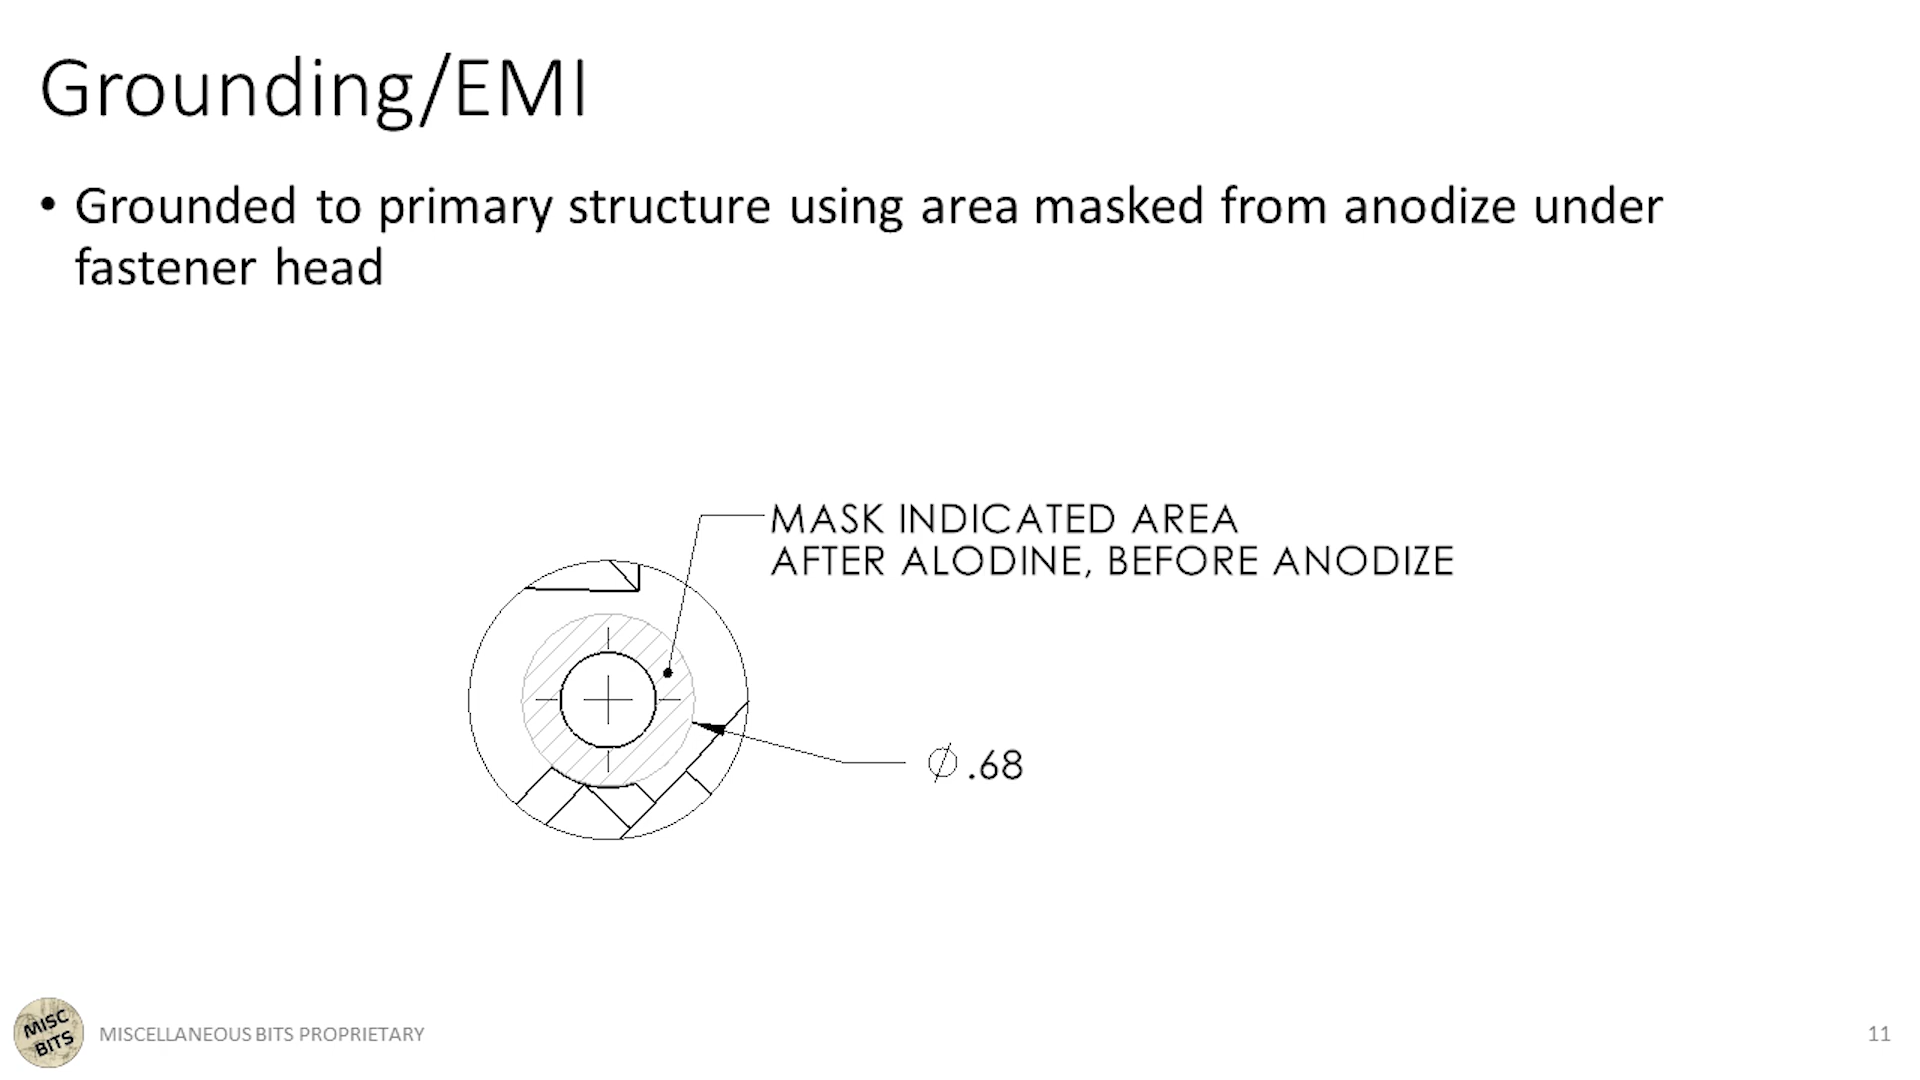 Grounding/EMI
• Grounded to primary structure using area masked from anodize under
fastener head
MASK INDICATED AREA
AFTER ALODINE, BEFORE ANODIZE
⌀ .68
MISC
BITS
MISCELLANEOUS BITS PROPRIETARY
11